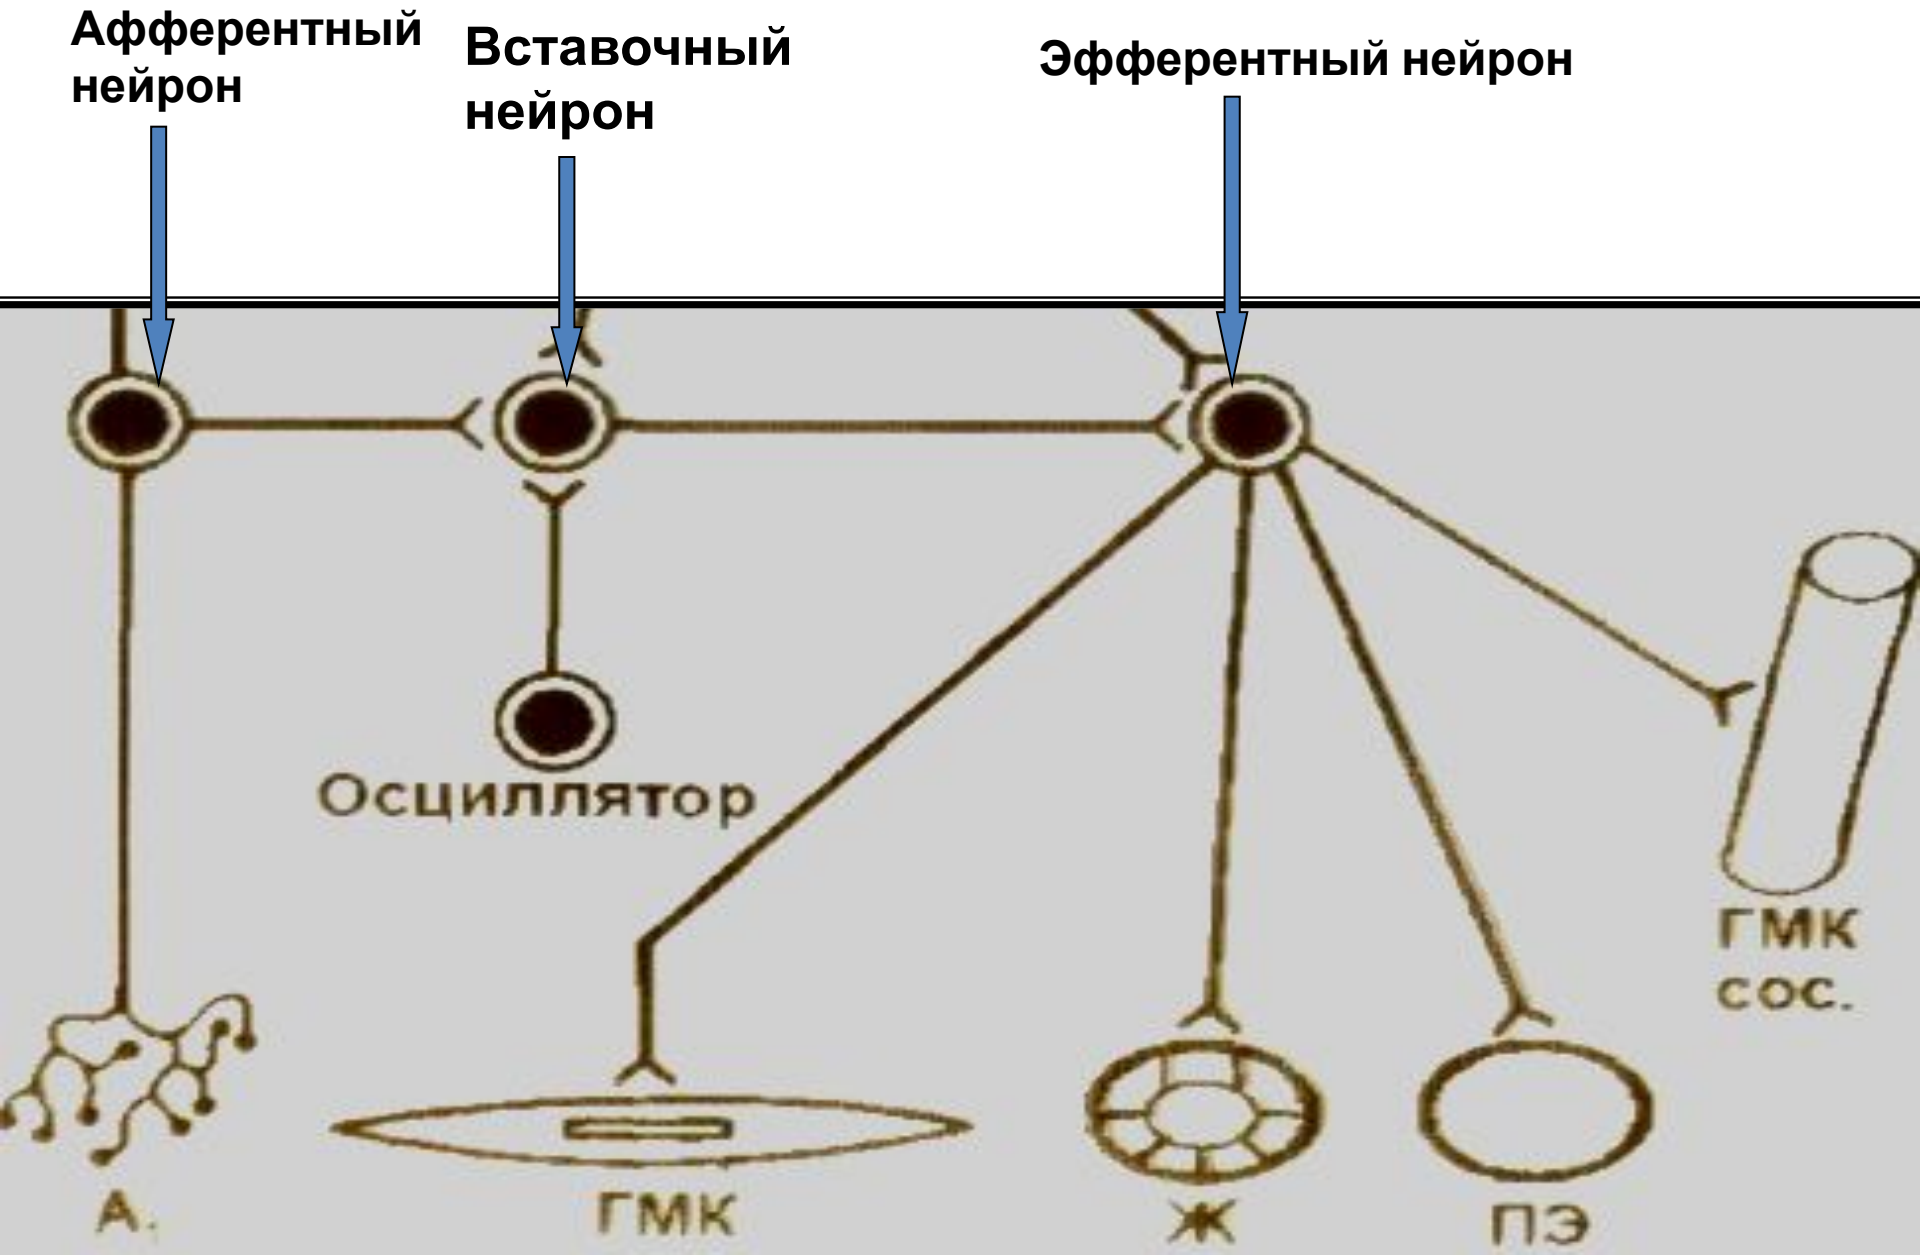 Афферентный
нейрон
Вставочный
нейрон
Эфферентный нейрон
Осциллятор
ГМК
сос.
А.
ГМК
Ж
ПЭ